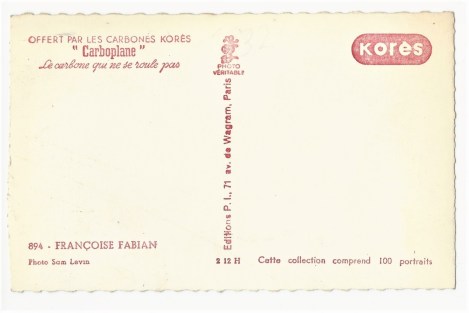 OFFERT PAR LES CARBONES KORÈS
" Carboplane "
Le carbone qui ne se roule pas
PHOTO
VÉRITABLE
Korès
Editions P. I., 71 av. de Wagram, Paris
894 - FRANÇOISE FABIAN
Photo Sam Levin
2 12 H
Cette collection comprend 100 portraits